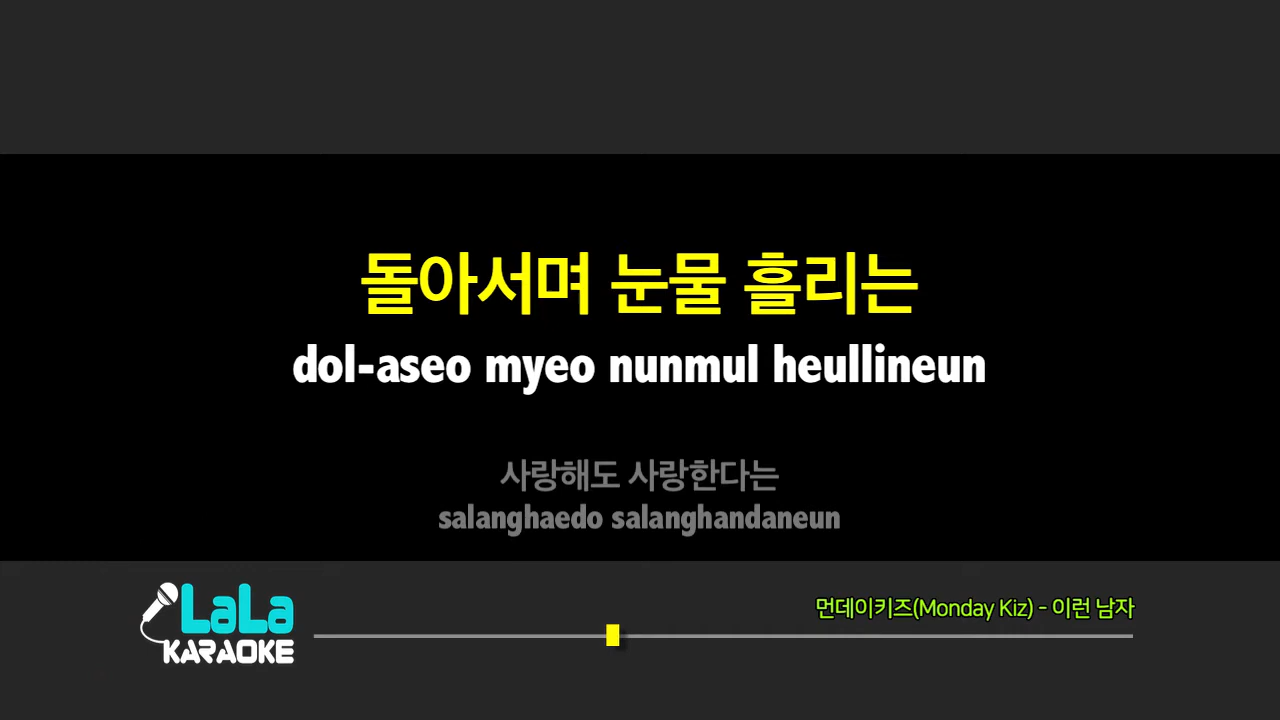 돌아서며 눈물 흘리는
dol-aseo myeo nunmul heullineun
사랑해도 사랑한다는
salanghaedo salanghandaneun
먼데이키즈(Monday Kiz) - 이런 남자
LaLa
KARAOKE